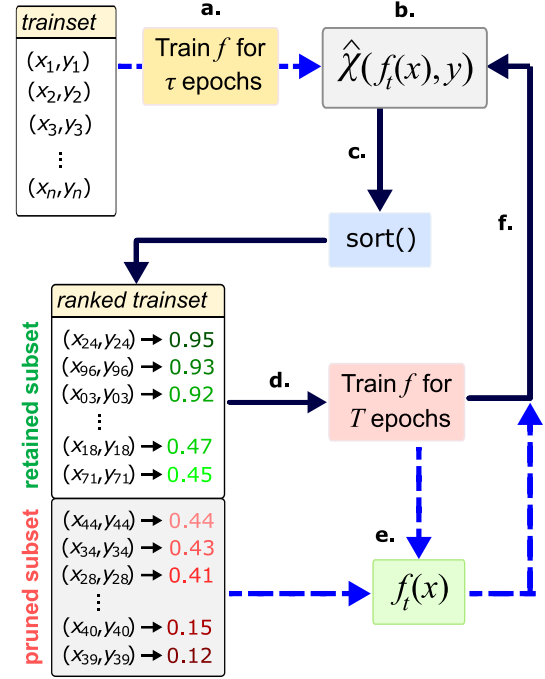 trainset
(x₁,y₁)
(x₂,y₂)
(x₃,y₃)
⋮
(xₙ,yₙ)
a.
Train f for
τ epochs
b.
χ̂(fₜ(x), y)
c.
sort()
f.
ranked trainset
retained subset
(x₂₄,y₂₄)→0.95
(x₉₆,y₉₆)→0.93
(x₀₃,y₀₃)→0.92
⋮
(x₁₈,y₁₈)→0.47
(x₇₁,y₇₁)→0.45
d.
Train f for
T epochs
pruned subset
(x₄₄,y₄₄)→0.44
(x₃₄,y₃₄)→0.43
(x₂₈,y₂₈)→0.41
⋮
(x₄₀,y₄₀)→0.15
(x₃₉,y₃₉)→0.12
e.
fₜ(x)